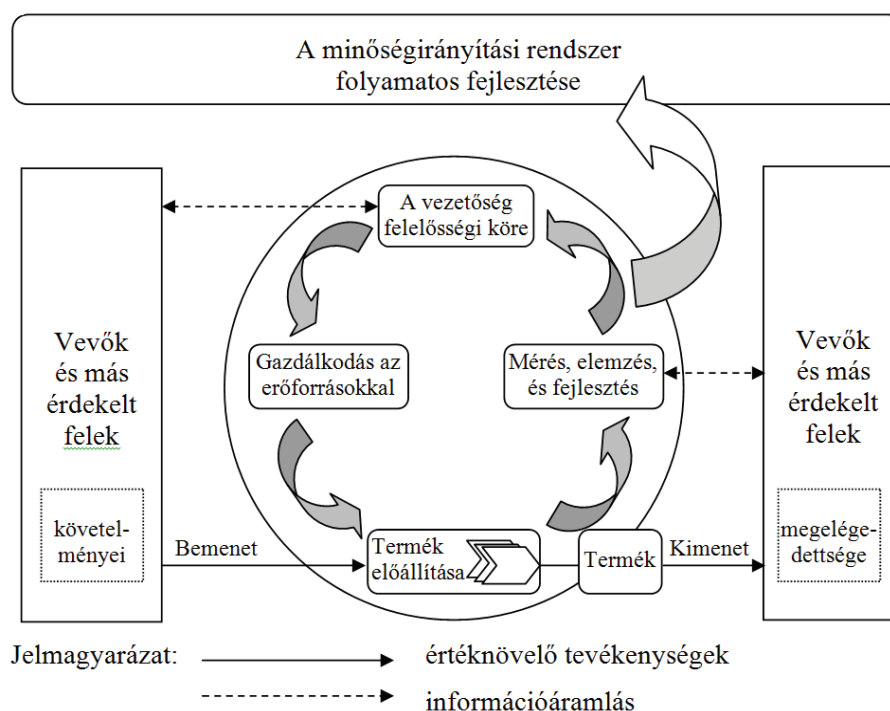 A minőségirányítási rendszer
folyamatos fejlesztése
A vezetőség
felelősségi köre
Vevők
és más
érdekelt
felek
Gazdálkodás az
erőforrásokkal
Mérés, elemzés,
és fejlesztés
Vevők
és más
érdekelt
felek
követel-
ményei
Bemenet
Termék
előállítása
Termék
Kimenet
megelége-
dettsége
Jelmagyarázat:
értéknövelő tevékenységek
információáramlás